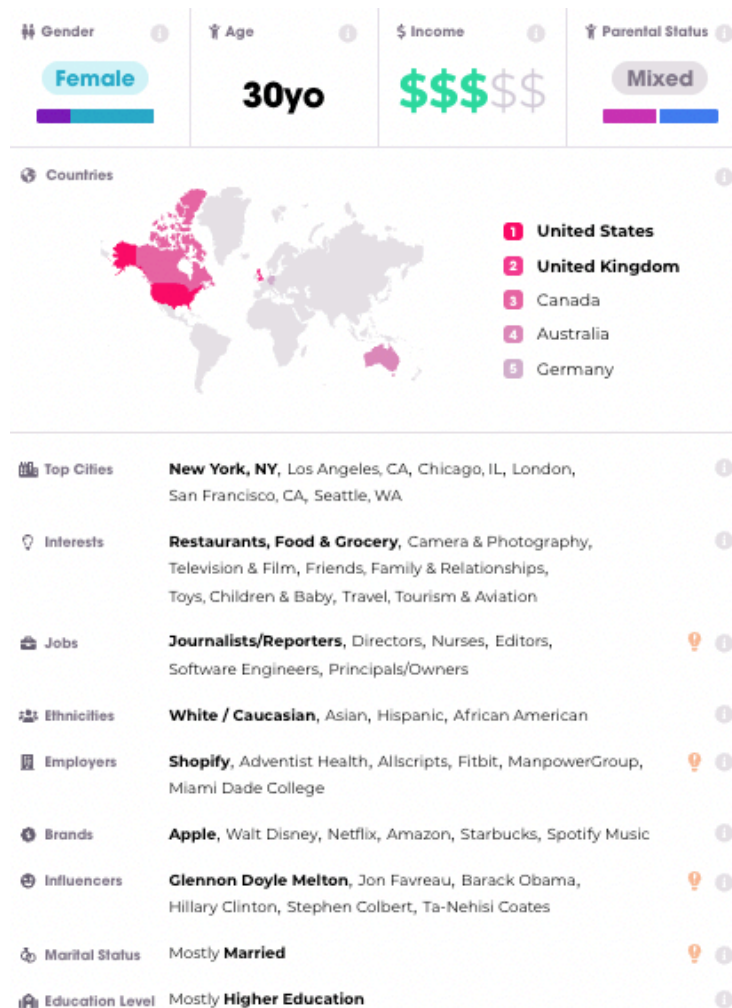 Gender
Age
$ Income
Parental Status
Female
30yo
$$$$$
Mixed
Countries
1 United States
2 United Kingdom
3 Canada
4 Australia
5 Germany
Top Cities
New York, NY, Los Angeles, CA, Chicago, IL, London,
San Francisco, CA, Seattle, WA
Interests
Restaurants, Food & Grocery, Camera & Photography,
Television & Film, Friends, Family & Relationships,
Toys, Children & Baby, Travel, Tourism & Aviation
Jobs
Journalists/Reporters, Directors, Nurses, Editors,
Software Engineers, Principals/Owners
Ethnicities
White / Caucasian, Asian, Hispanic, African American
Employers
Shopify, Adventist Health, Allscripts, Fitbit, ManpowerGroup,
Miami Dade College
Brands
Apple, Walt Disney, Netflix, Amazon, Starbucks, Spotify Music
Influencers
Glennon Doyle Melton, Jon Favreau, Barack Obama,
Hillary Clinton, Stephen Colbert, Ta-Nehisi Coates
Marital Status
Mostly Married
Education Level
Mostly Higher Education